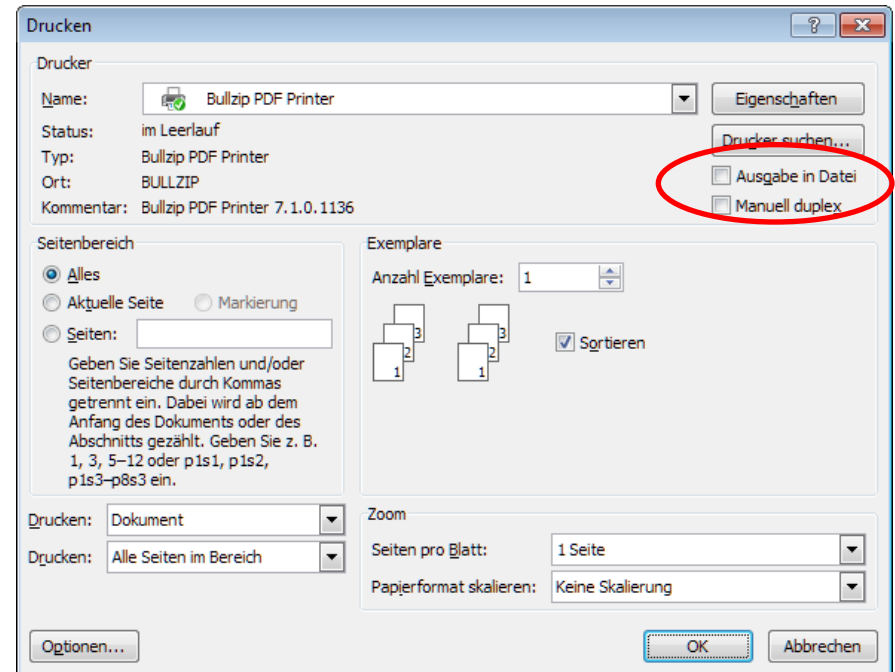 Drucken
Drucker
Name: Bullzip PDF Printer Eigenschaften
Status: im Leerlauf Drucker suchen...
Typ: Bullzip PDF Printer
Ort: BULLZIP Ausgabe in Datei
Kommentar: Bullzip PDF Printer 7.1.0.1136 Manuell duplex
Seitenbereich
Alles
Aktuelle Seite Markierung
Seiten:
Geben Sie Seitenzahlen und/oder
Seitenbereiche durch Kommas
getrennt ein. Dabei wird ab dem
Anfang des Dokuments oder des
Abschnitts gezählt. Geben Sie z. B.
1, 3, 5–12 oder p1s1, p1s2,
p1s3–p8s3 ein.
Exemplare
Anzahl Exemplare: 1
3 3
2 2
1 1
Sortieren
Drucken: Dokument
Drucken: Alle Seiten im Bereich
Zoom
Seiten pro Blatt: 1 Seite
Papierformat skalieren: Keine Skalierung
Optionen... OK Abbrechen